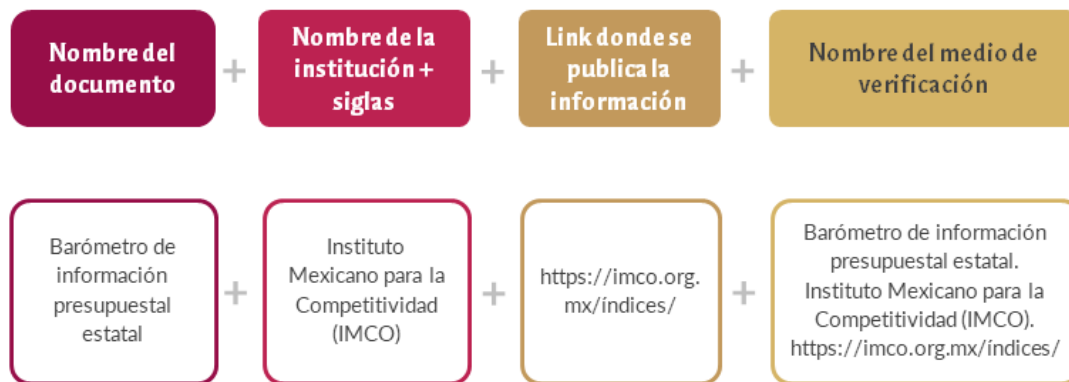 Nombre del
documento
+
Nombre de la
institución +
siglas
+
Link donde se
publica la
información
+
Nombre del medio de
verificación
Barómetro de
información
presupuestal
estatal
+
Instituto
Mexicano para la
Competitividad
(IMCO)
+
https://imco.org.
mx/índices/
+
Barómetro de información
presupuestal estatal.
Instituto Mexicano para la
Competitividad (IMCO).
https://imco.org.mx/índices/